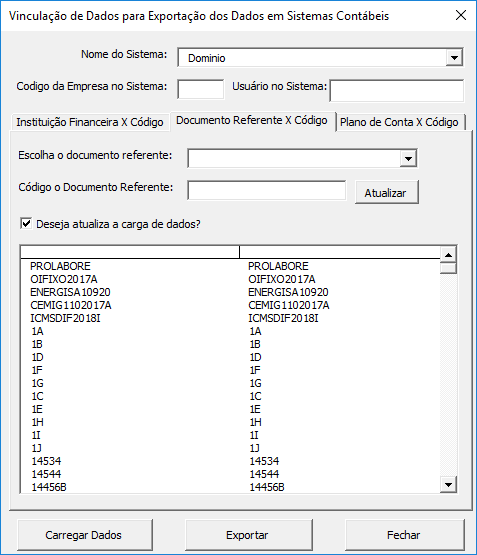 Vinculação de Dados para Exportação dos Dados em Sistemas Contábeis
Nome do Sistema: Dominio
Codigo da Empresa no Sistema: Usuário no Sistema:
Instituição Financeira X Código Documento Referente X Código Plano de Conta X Código
Escolha o documento referente:
Código o Documento Referente: Atualizar
Deseja atualiza a carga de dados?
PROLABORE PROLABORE
OIFIXO2017A OIFIXO2017A
ENERGISA10920 ENERGISA10920
CEMIG1102017A CEMIG1102017A
ICMSDIF2018I ICMSDIF2018I
1A 1A
1B 1B
1D 1D
1F 1F
1G 1G
1C 1C
1E 1E
1H 1H
1I 1I
1J 1J
14534 14534
14544 14544
14456B 14456B
Carregar Dados Exportar Fechar